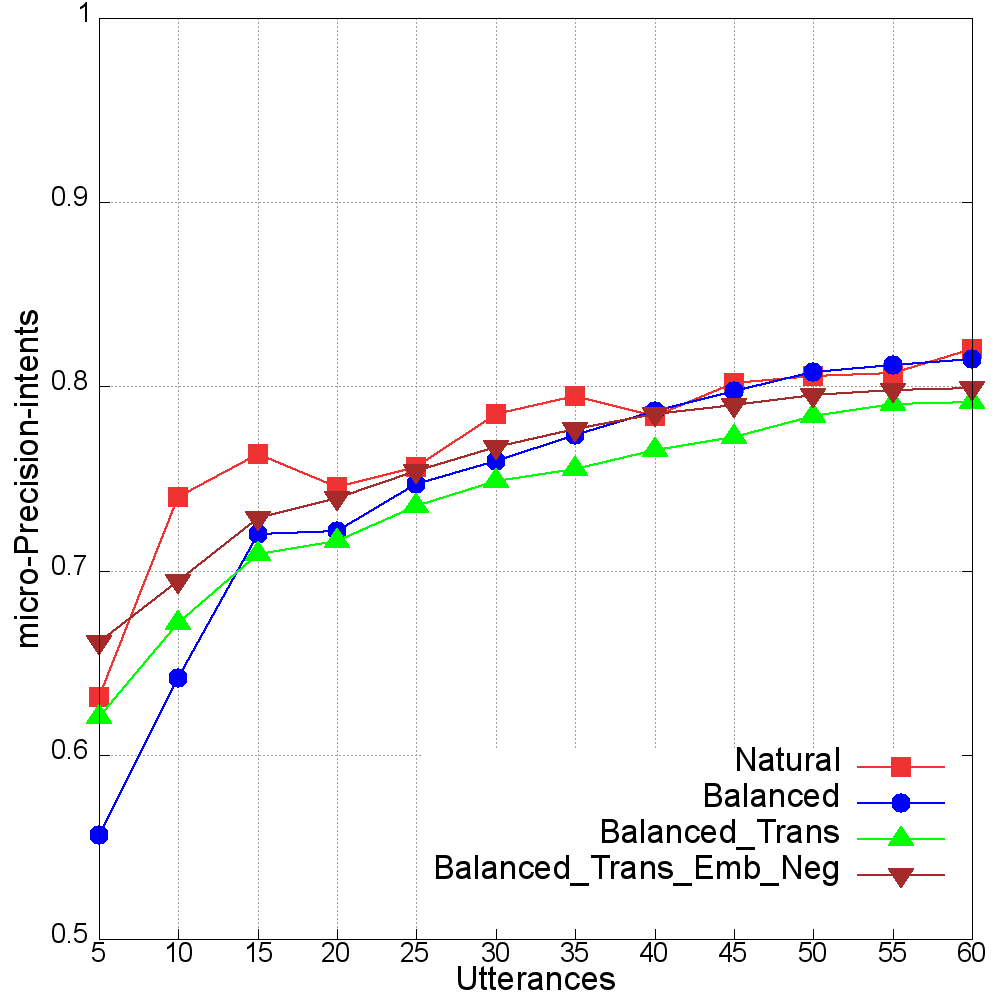 1
0.9
0.8
0.7
0.6
0.5
micro-Precision-intents
5 10 15 20 25 30 35 40 45 50 55 60
Utterances
Natural
Balanced
Balanced_Trans
Balanced_Trans_Emb_Neg